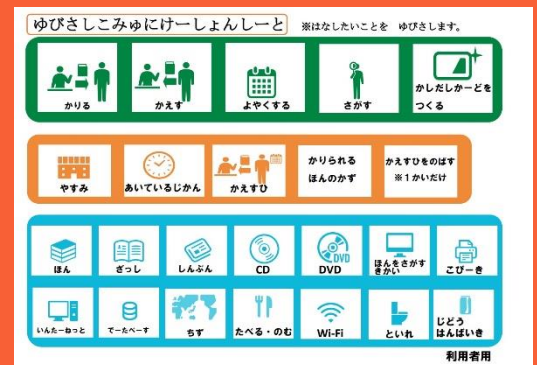 ゆびさしこみゅにけーしょんしーと ※はなしたいことを ゆびさします。
かりる
かえす
よやくする
さがす
かしだしかーどを
つくる
やすみ
あいているじかん
かえすひ
かりられる
ほんのかず
かえすひをのばす
※1かいだけ
ほん
ざっし
しんぶん
CD
DVD
DVD
ほんをさがす
きかい
こぴーき
いんたーねっと
でーたべーす
ちず
たべる・のむ
Wi-Fi
といれ
じどう
はんばいき
利用者用